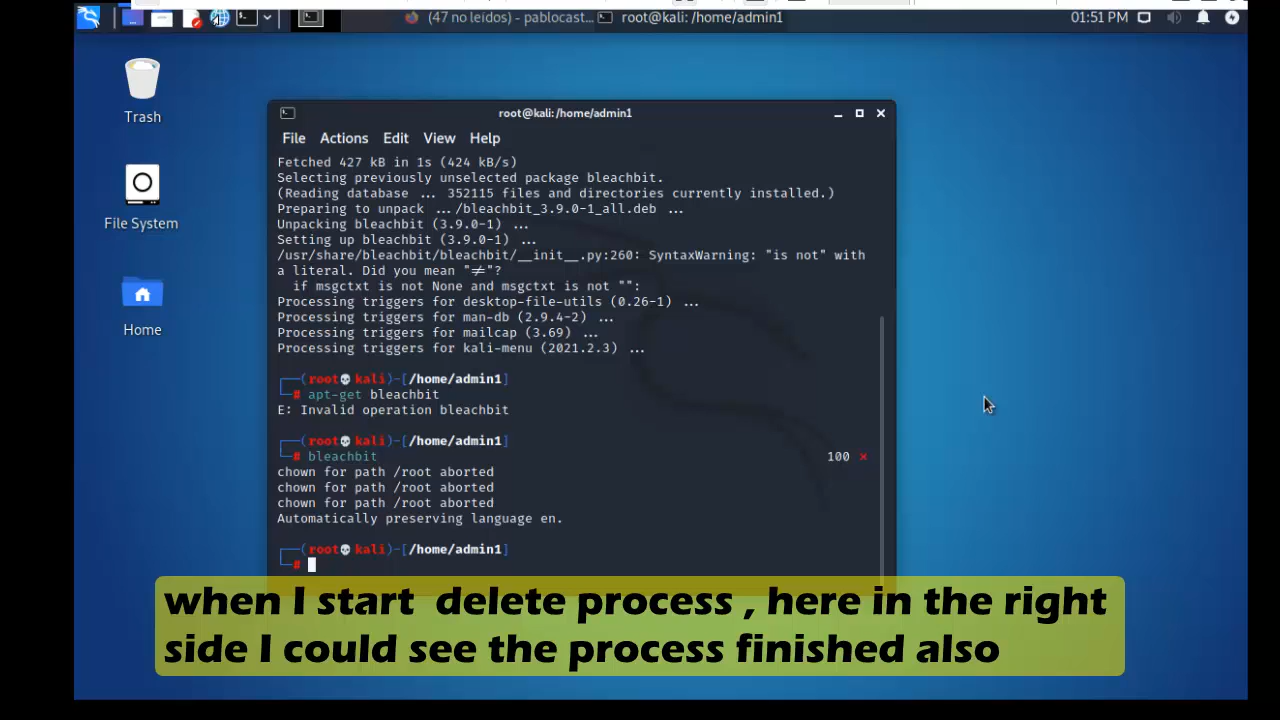 (47 no leídos) - pablocast...
root@kali: /home/admin1
01:51 PM
Trash
File System
Home
root@kali:/home/admin1
File Actions Edit View Help
Fetched 427 kB in 1s (424 kB/s)
Selecting previously unselected package bleachbit.
(Reading database ... 352115 files and directories currently installed.)
Preparing to unpack .../bleachbit_3.9.0-1_all.deb ...
Unpacking bleachbit (3.9.0-1) ...
Setting up bleachbit (3.9.0-1) ...
/usr/share/bleachbit/bleachbit/__init__.py:260: SyntaxWarning: "is not" with
a literal. Did you mean "≠"?
if msgctxt is not None and msgctxt is not "":
Processing triggers for desktop-file-utils (0.26-1) ...
Processing triggers for man-db (2.9.4-2) ...
Processing triggers for mailcap (3.69) ...
Processing triggers for kali-menu (2021.2.3) ...
┌──(root💀kali)-[/home/admin1]
└─# apt-get bleachbit
E: Invalid operation bleachbit
┌──(root💀kali)-[/home/admin1]
└─# bleachbit 100 ×
chown for path /root aborted
chown for path /root aborted
chown for path /root aborted
Automatically preserving language en.
┌──(root💀kali)-[/home/admin1]
└─#
when I start delete process , here in the right
side I could see the process finished also